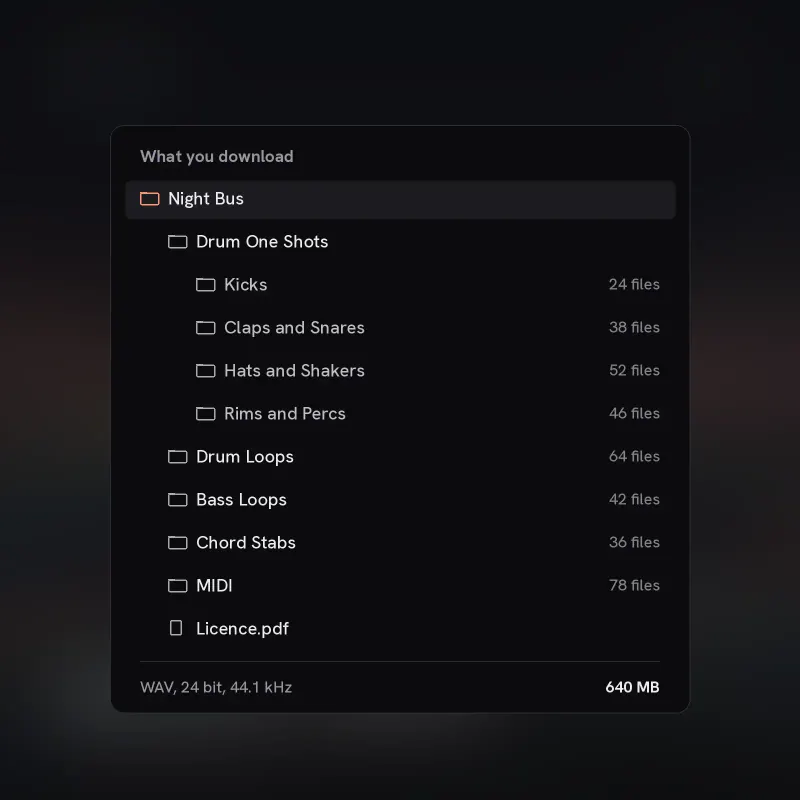 What you download
Night Bus
Drum One Shots
Kicks 24 files
Claps and Snares 38 files
Hats and Shakers 52 files
Rims and Percs 46 files
Drum Loops 64 files
Bass Loops 42 files
Chord Stabs 36 files
MIDI 78 files
Licence.pdf
WAV, 24 bit, 44.1 kHz 640 MB